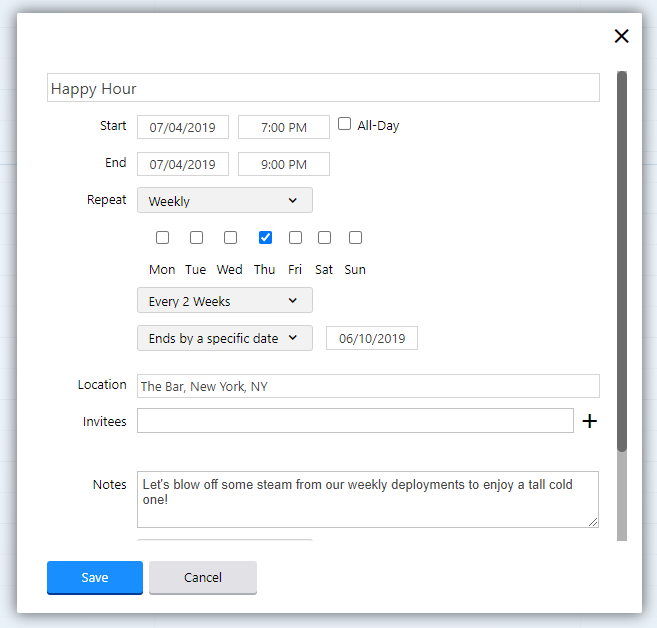 Happy Hour
Start 07/04/2019 7:00 PM All-Day
End 07/04/2019 9:00 PM
Repeat Weekly
Mon Tue Wed Thu Fri Sat Sun
Every 2 Weeks
Ends by a specific date 06/10/2019
Location The Bar, New York, NY
Invitees
Notes Let's blow off some steam from our weekly deployments to enjoy a tall cold
one!
Save Cancel